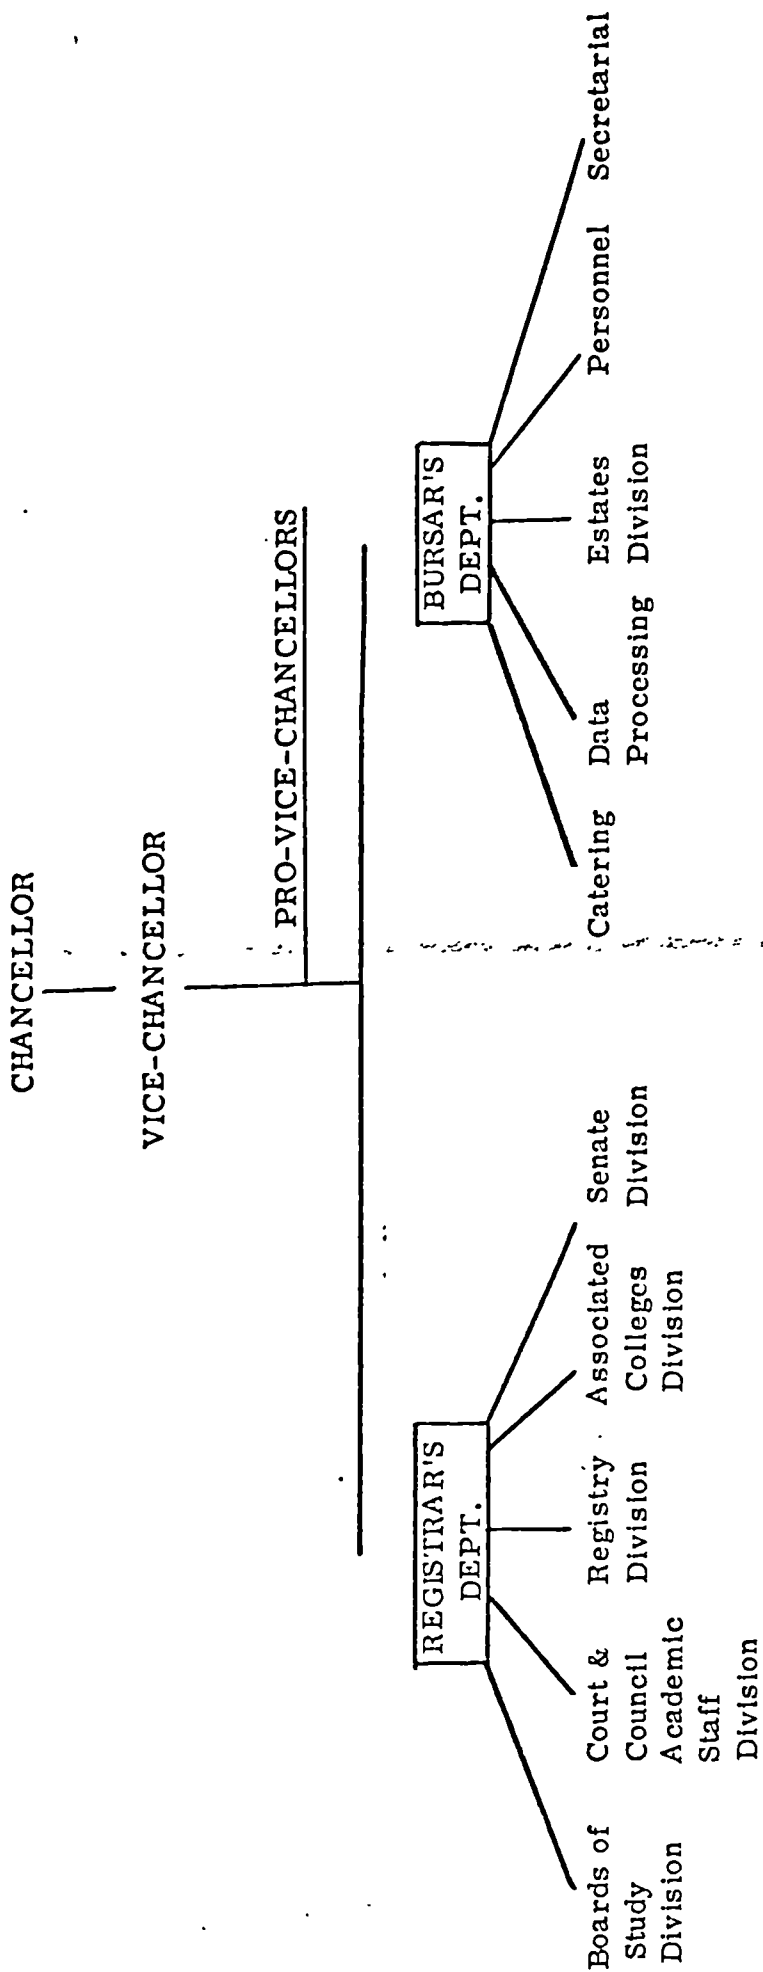 CHANCELLOR
VICE-CHANCELLOR
PRO-VICE-CHANCELLORS
REGISTRAR'S
DEPT.
BURSAR'S
DEPT.
Boards of
Study
Division
Court &
Council
Academic
Staff
Division
Registry
Division
Associated
Colleges
Division
Senate
Division
Catering
Data
Processing
Estates
Division
Personnel
Secretarial